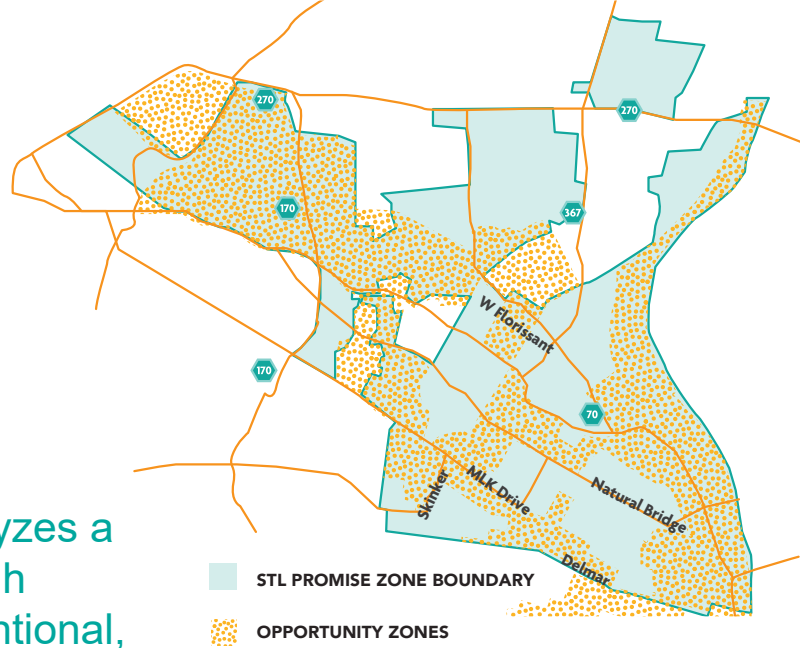 270
270
170
367
W Florissant
170
70
Skinker
MLK Drive
Natural Bridge
Delmar
yzes a
h
ntional,
STL PROMISE ZONE BOUNDARY
OPPORTUNITY ZONES